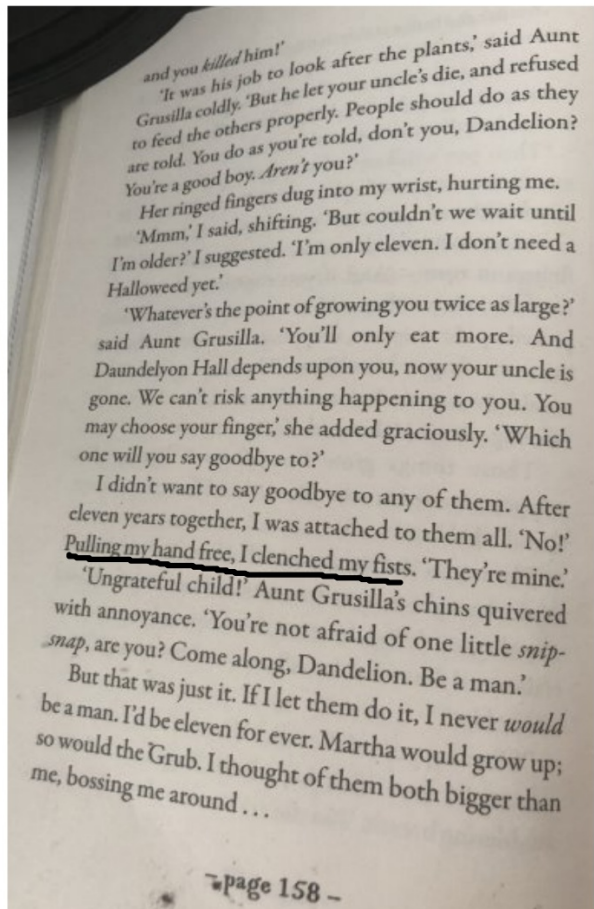 and you killed him!’
‘It was his job to look after the plants,’ said Aunt
Grusilla coldly. ‘But he let your uncle’s die, and refused
to feed the others properly. People should do as they
are told. You do as you’re told, don’t you, Dandelion?
You’re a good boy. Aren’t you?’
Her ringed fingers dug into my wrist, hurting me.
‘Mmm,’ I said, shifting. ‘But couldn’t we wait until
I’m older?’ I suggested. ‘I’m only eleven. I don’t need a
Halloweed yet.’
‘Whatever’s the point of growing you twice as large?’
said Aunt Grusilla. ‘You’ll only eat more. And
Daundelyon Hall depends upon you, now your uncle is
gone. We can’t risk anything happening to you. You
may choose your finger,’ she added graciously. ‘Which
one will you say goodbye to?’
I didn’t want to say goodbye to any of them. After
eleven years together, I was attached to them all. ‘No!’
Pulling my hand free, I clenched my fists. ‘They’re mine.’
‘Ungrateful child!’ Aunt Grusilla’s chins quivered
with annoyance. ‘You’re not afraid of one little snip-
snap, are you? Come along, Dandelion. Be a man.’
But that was just it. If I let them do it, I never would
be a man. I’d be eleven for ever. Martha would grow up;
so would the Grub. I thought of them both bigger than
me, bossing me around . . .
page 158 –